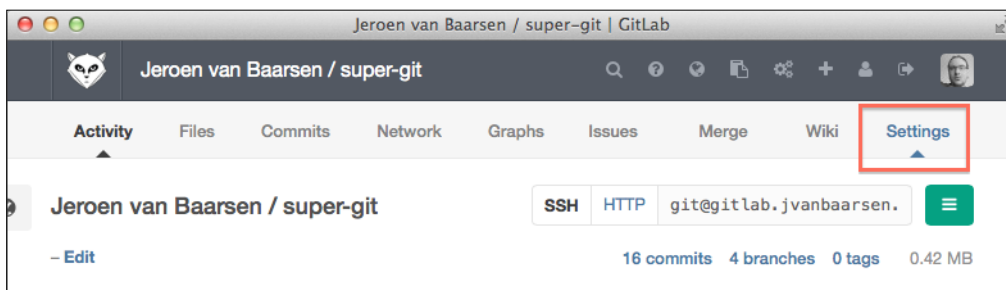 Jeroen van Baarsen / super-git | GitLab
Jeroen van Baarsen / super-git
Activity Files Commits Network Graphs Issues Merge Wiki Settings
Jeroen van Baarsen / super-git SSH HTTP git@gitlab.jvanbaarsen.
– Edit 16 commits 4 branches 0 tags 0.42 MB